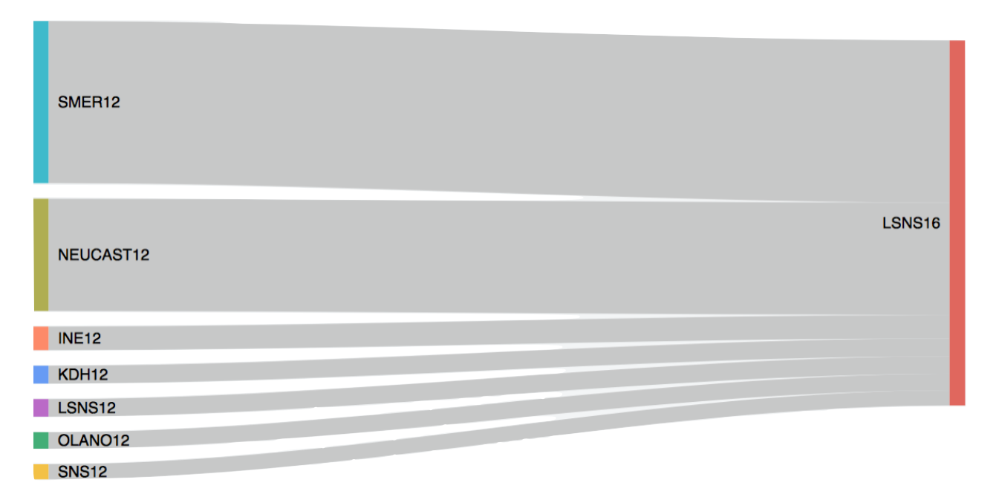 SMER12
NEUCAST12
LSNS16
INE12
KDH12
LSNS12
OLANO12
SNS12